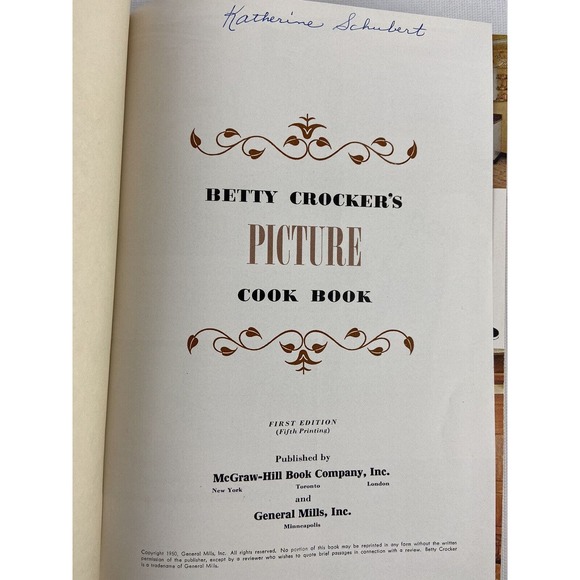 Katherine Schubert
BETTY CROCKER'S
PICTURE
COOK BOOK
FIRST EDITION
(Fifth Printing)
Published by
McGraw-Hill Book Company, Inc.
New York Toronto London
and
General Mills, Inc.
Minneapolis
Copyright 1950, General Mills, Inc. All rights reserved. No portion of this book may be reprinted in any form without the written
permission of the publisher, except by a reviewer who wishes to quote brief passages in connection with a review. Betty Crocker
is a tradename of General Mills.